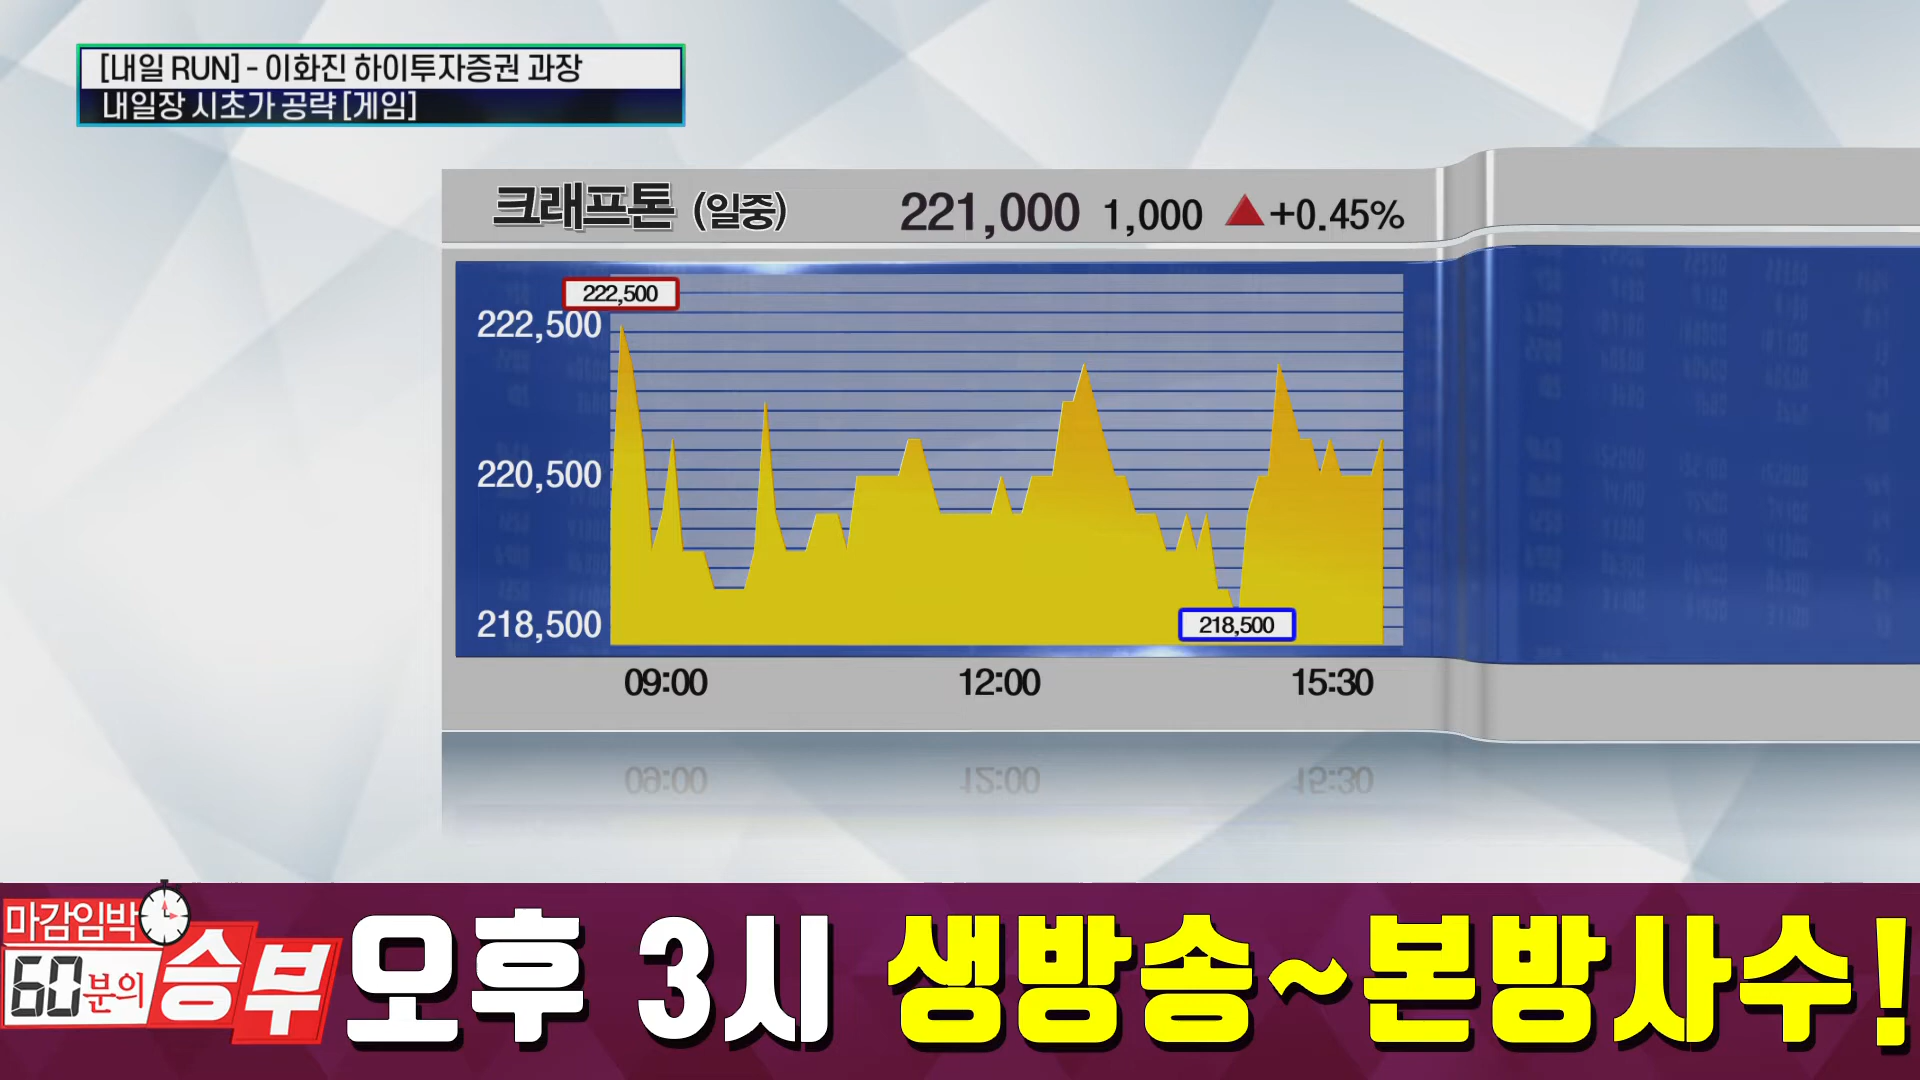 [내일 RUN] - 이화진 하이투자증권 과장
내일장 시초가 공략 [게임]
크래프톤 (일중) 221,000 1,000 ▲+0.45%
222,500
222,500
220,500
218,500
218,500
09:00 12:00 15:30
마감임박
60분의 승부
오후 3시 생방송~본방사수!